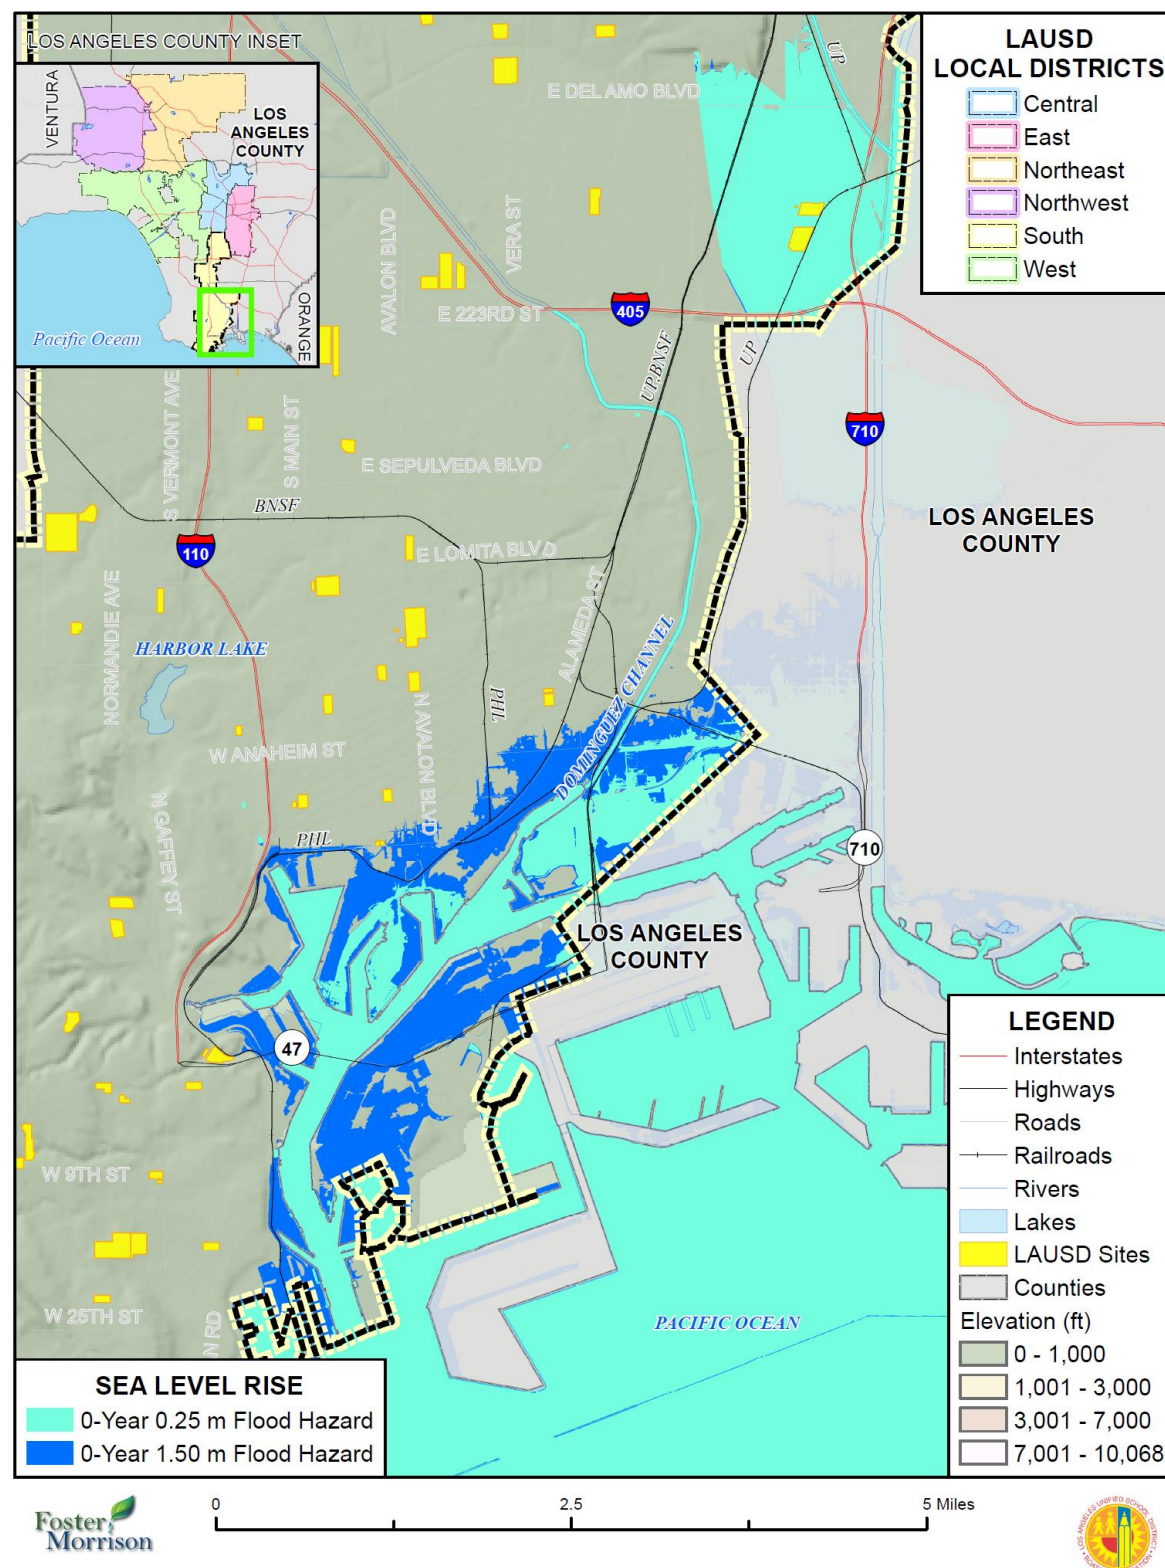 LOS ANGELES COUNTY INSET
VENTURA
LOS
ANGELES
COUNTY
ORANGE
Pacific Ocean
LAUSD
LOCAL DISTRICTS
Central
East
Northeast
Northwest
South
West
UP
E DEL AMO BLVD
AVALON BLVD
VERA ST
E 223RD ST
405
UP,BNSF
UP
710
S VERMONT AVE
S MAIN ST
E SEPULVEDA BLVD
BNSF
110
E LOMITA BLVD
LOS ANGELES
COUNTY
NORMANDIE AVE
HARBOR LAKE
ALAMEDA ST
DOMINGUEZ CHANNEL
PHL
N AVALON BLVD
W ANAHEIM ST
N GAFFEY ST
PHL
710
LOS ANGELES
COUNTY
47
W 9TH ST
W 25TH ST
N RD
PACIFIC OCEAN
LEGEND
Interstates
Highways
Roads
Railroads
Rivers
Lakes
LAUSD Sites
Counties
Elevation (ft)
0 - 1,000
1,001 - 3,000
3,001 - 7,000
7,001 - 10,068
SEA LEVEL RISE
0-Year 0.25 m Flood Hazard
0-Year 1.50 m Flood Hazard
Foster
Morrison
0
2.5
5 Miles
LOS ANGELES UNIFIED SCHOOL DISTRICT